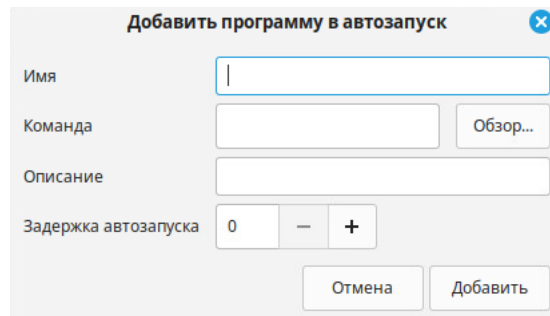 Добавить программу в автозапуск
Имя
Команда
Обзор...
Описание
Задержка автозапуска 0 − +
Отмена Добавить